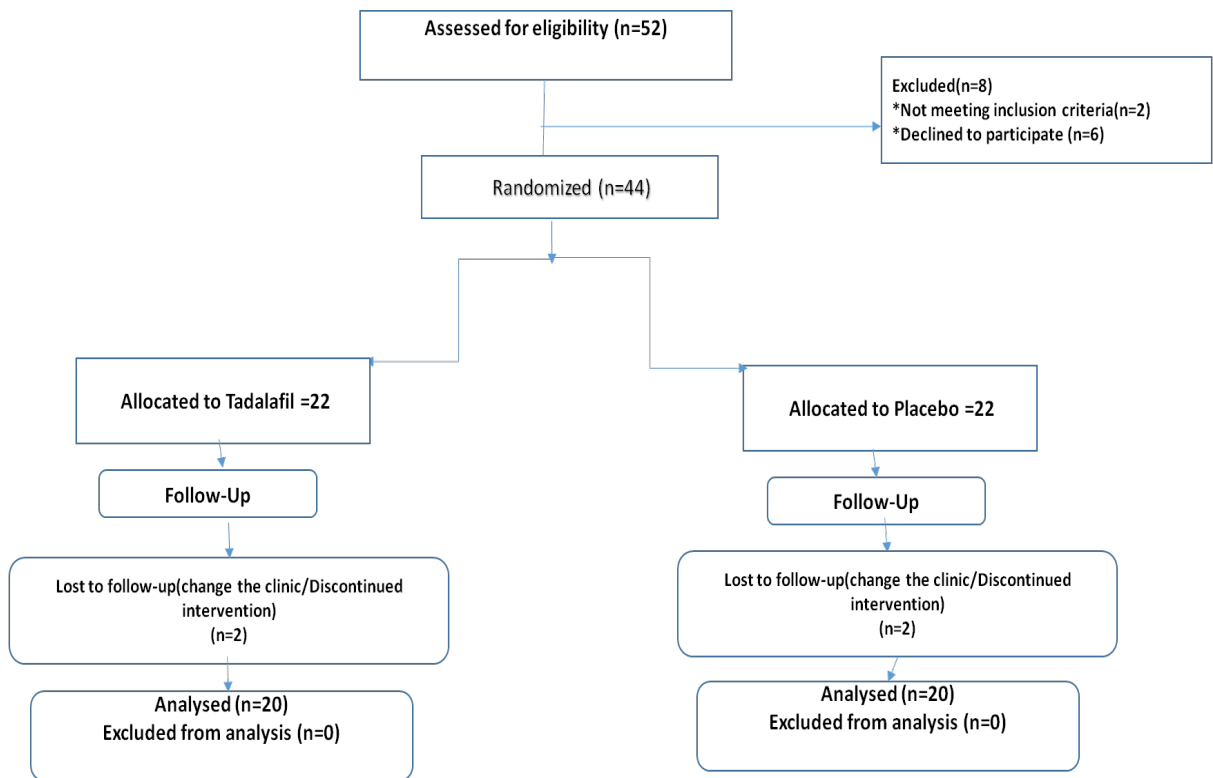 Assessed for eligibility (n=52)
Excluded(n=8)
*Not meeting inclusion criteria(n=2)
*Declined to participate (n=6)
Randomized (n=44)
Allocated to Tadalafil =22
Allocated to Placebo =22
Follow-Up
Follow-Up
Lost to follow-up(change the clinic/Discontinued
intervention)
(n=2)
Lost to follow-up(change the clinic/Discontinued
intervention)
(n=2)
Analysed (n=20)
Excluded from analysis (n=0)
Analysed (n=20)
Excluded from analysis (n=0)